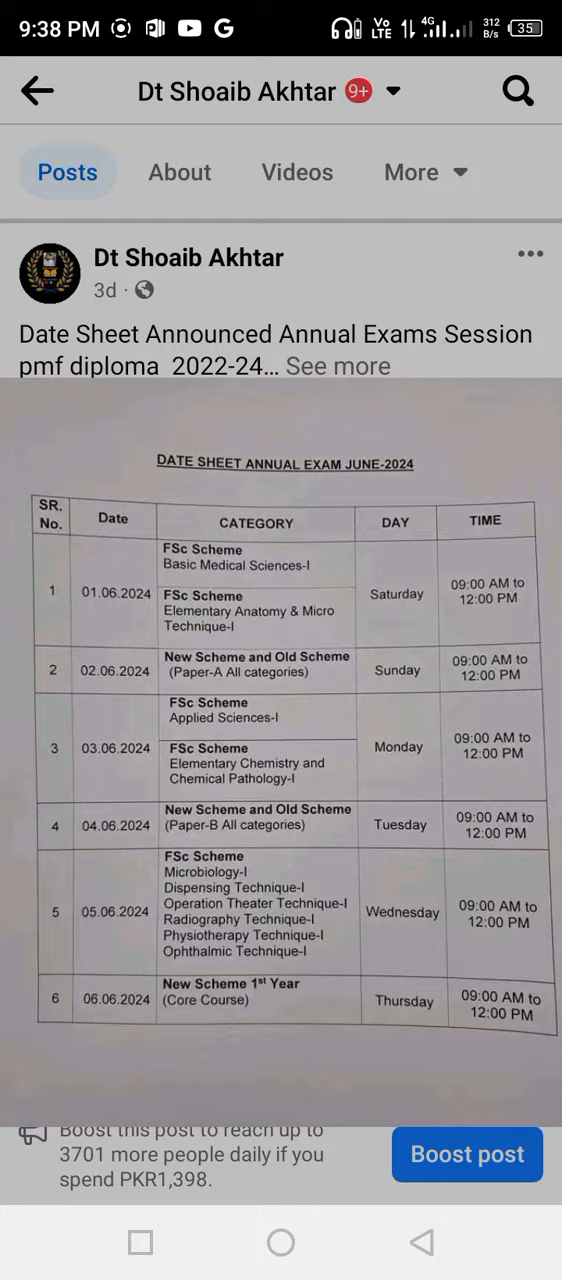 9:38 PM
Vo LTE 4G 312 B/s 35
Dt Shoaib Akhtar 9+
Posts About Videos More
Dt Shoaib Akhtar
3d ·
Date Sheet Announced Annual Exams Session
pmf diploma 2022-24... See more
DATE SHEET ANNUAL EXAM JUNE-2024
SR. No. Date CATEGORY DAY TIME
1 01.06.2024 FSc Scheme
Basic Medical Sciences-I
FSc Scheme
Elementary Anatomy & Micro
Technique-I
Saturday 09:00 AM to
12:00 PM
2 02.06.2024 New Scheme and Old Scheme
(Paper-A All categories)
Sunday 09:00 AM to
12:00 PM
3 03.06.2024 FSc Scheme
Applied Sciences-I
FSc Scheme
Elementary Chemistry and
Chemical Pathology-I
Monday 09:00 AM to
12:00 PM
4 04.06.2024 New Scheme and Old Scheme
(Paper-B All categories)
Tuesday 09:00 AM to
12:00 PM
5 05.06.2024 FSc Scheme
Microbiology-I
Dispensing Technique-I
Operation Theater Technique-I
Radiography Technique-I
Physiotherapy Technique-I
Ophthalmic Technique-I
Wednesday 09:00 AM to
12:00 PM
6 06.06.2024 New Scheme 1st Year
(Core Course)
Thursday 09:00 AM to
12:00 PM
Boost this post to reach up to
3701 more people daily if you
spend PKR1,398.
Boost post